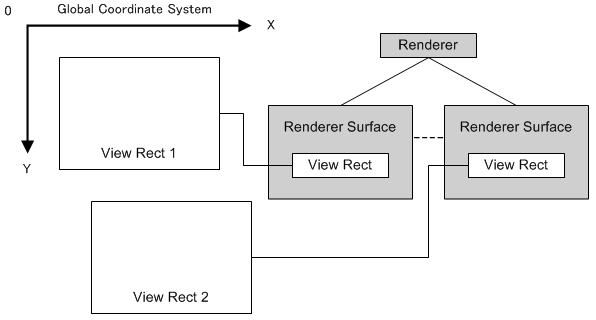 0
Global Coordinate System
X
Y
Renderer
View Rect 1
Renderer Surface
View Rect
Renderer Surface
View Rect
View Rect 2